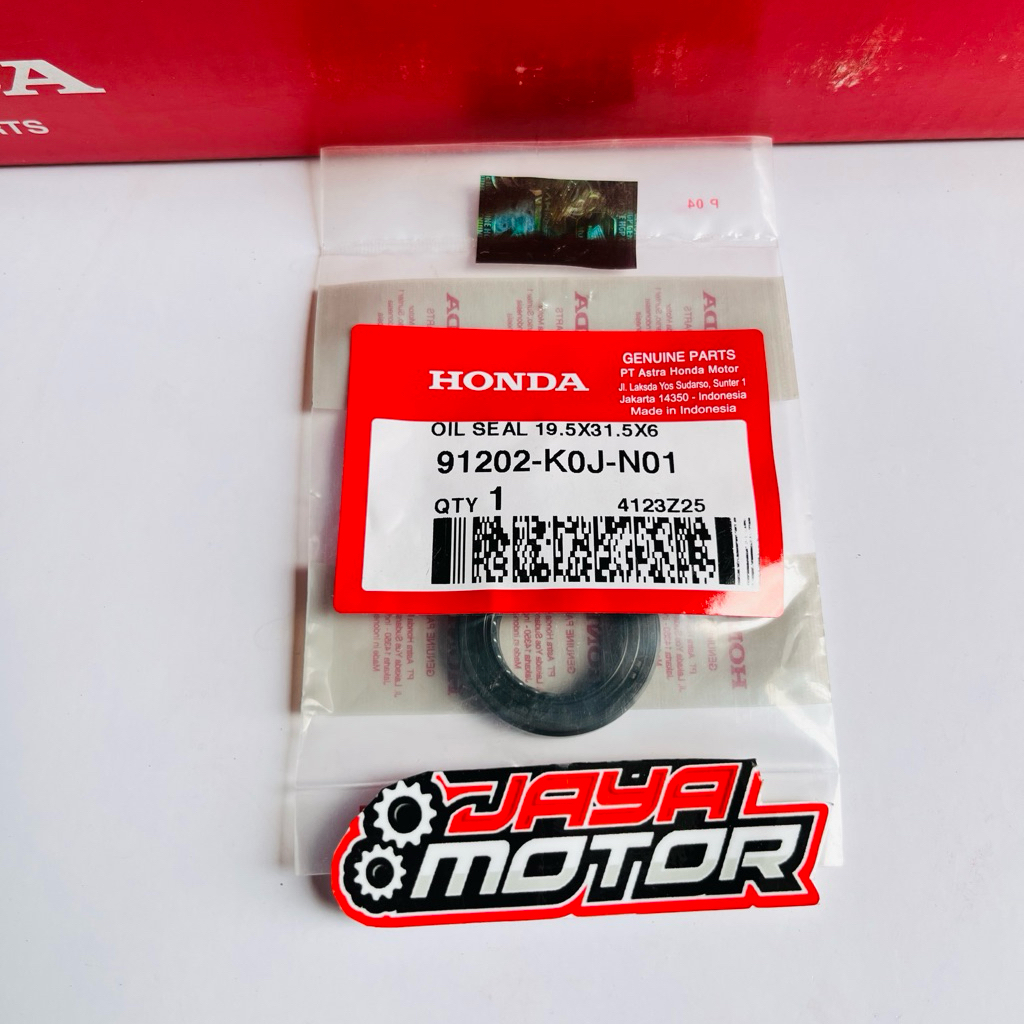 P 04
HONDA
GENUINE PARTS
PT Astra Honda Motor
Jl. Laksda Yos Sudarso, Sunter 1
Jakarta 14350 - Indonesia
Made in Indonesia
OIL SEAL 19.5X31.5X6
91202-K0J-N01
QTY 1
4123Z25
JAYA
MOTOR